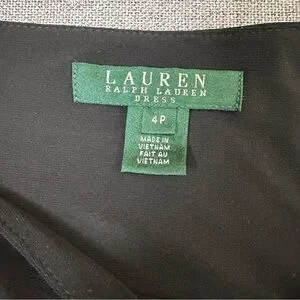 LAUREN
RALPH LAUREN
DRESS
4P
MADE IN
VIETNAM
FAIT AU
VIETNAM